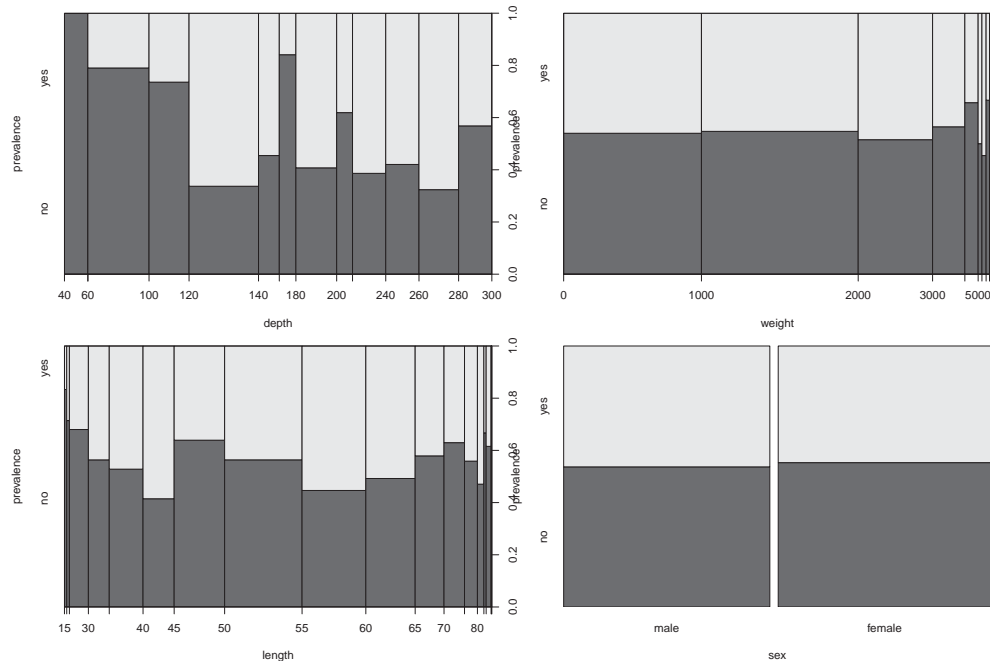 yes
no
prevalence
0.0 0.2 0.4 0.6 0.8 1.0
40 60 100 120 140 180 200 240 260 280 300
depth
yes
no
prevalence
0 1000 2000 3000 5000
weight
yes
no
prevalence
0.0 0.2 0.4 0.6 0.8 1.0
15 30 40 45 50 55 60 65 70 80
length
yes
no
prevalence
male female
sex